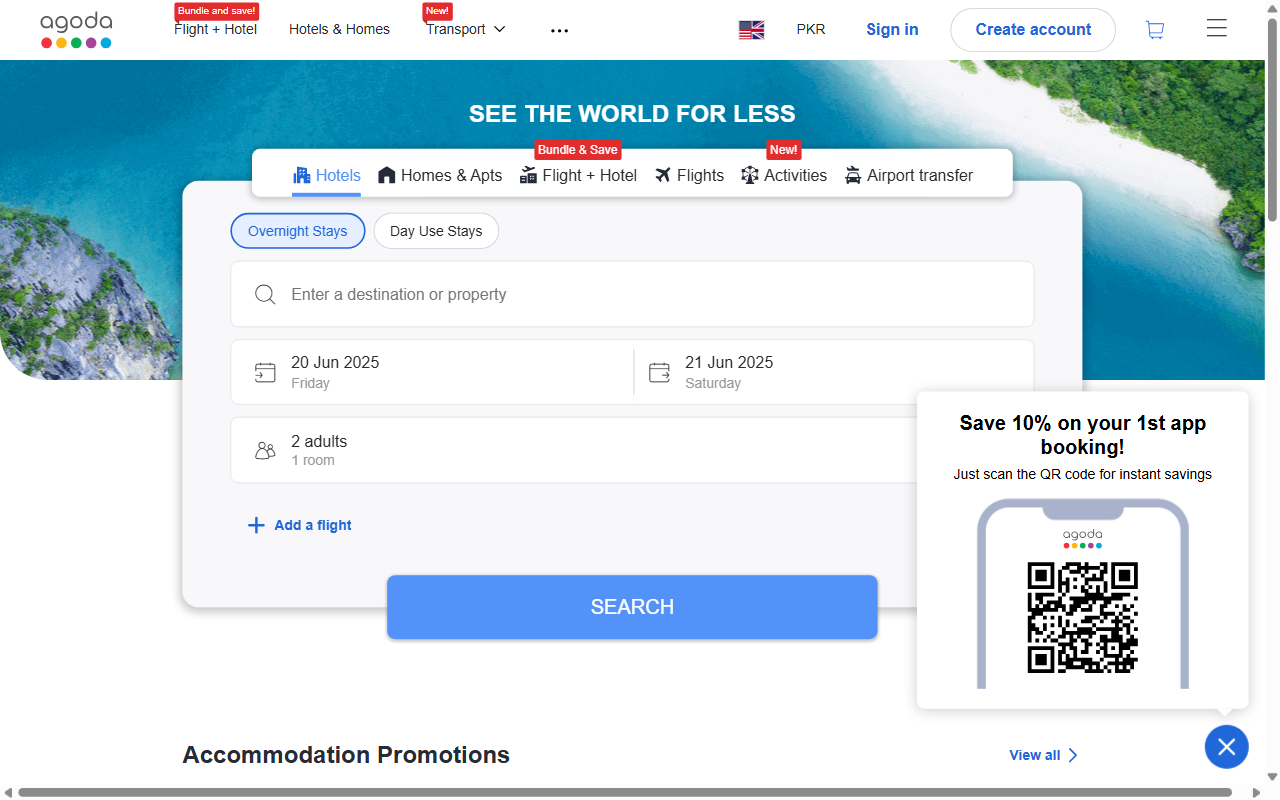 agoda
Bundle and save!
Flight + Hotel
Hotels & Homes
New!
Transport
PKR
Sign in
Create account
SEE THE WORLD FOR LESS
Hotels
Homes & Apts
Bundle & Save
Flight + Hotel
Flights
New!
Activities
Airport transfer
Overnight Stays
Day Use Stays
Enter a destination or property
20 Jun 2025
Friday
21 Jun 2025
Saturday
2 adults
1 room
Add a flight
SEARCH
Save 10% on your 1st app
booking!
Just scan the QR code for instant savings
agoda
Accommodation Promotions
View all